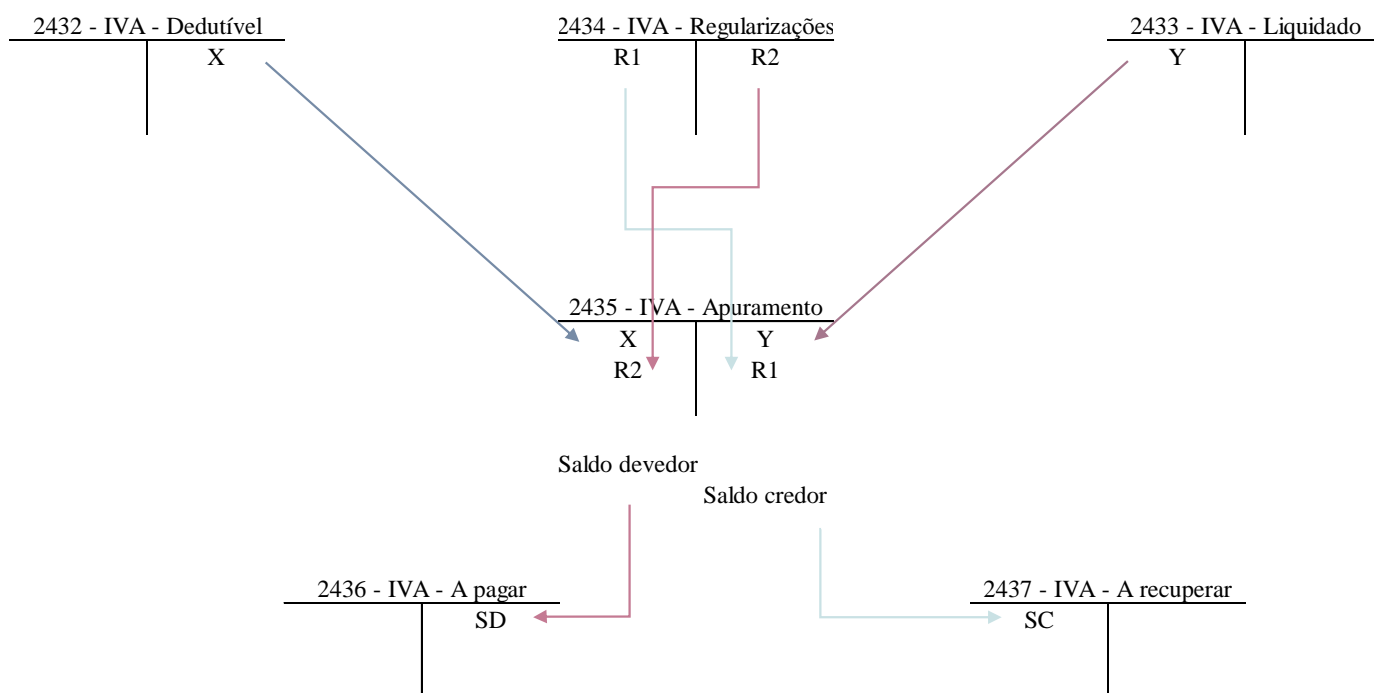 2432 - IVA - Dedutível
2434 - IVA - Regularizações
2433 - IVA - Liquidado
X
R1
R2
Y
2435 - IVA - Apuramento
X
Y
R2
R1
Saldo devedor
Saldo credor
2436 - IVA - A pagar
2437 - IVA - A recuperar
SD
SC